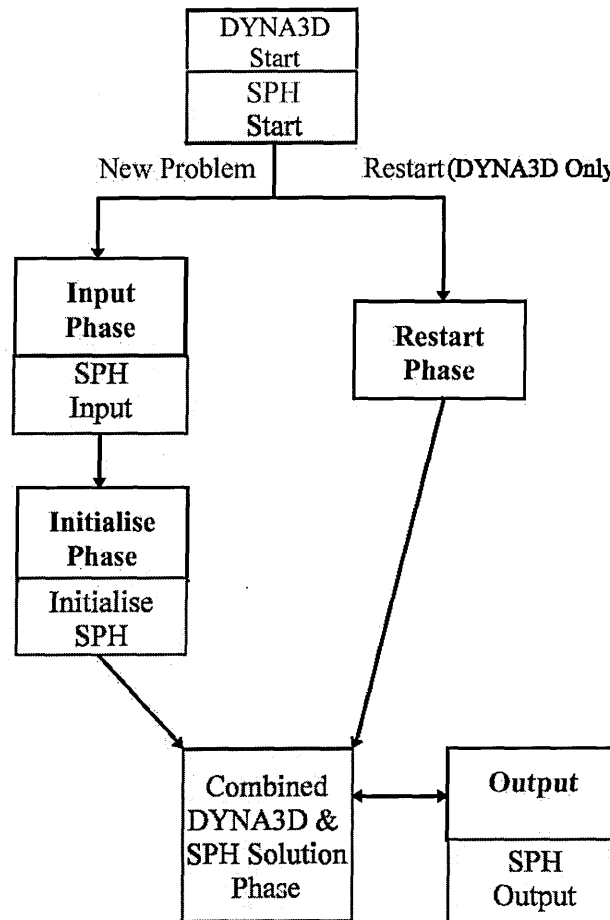 DYNA3D
Start
SPH
Start
New Problem
Restart (DYNA3D Only
Input
Phase
SPH
Input
Restart
Phase
Initialise
Phase
Initialise
SPH
Combined
DYNA3D &
SPH Solution
Phase
Output
SPH
Output